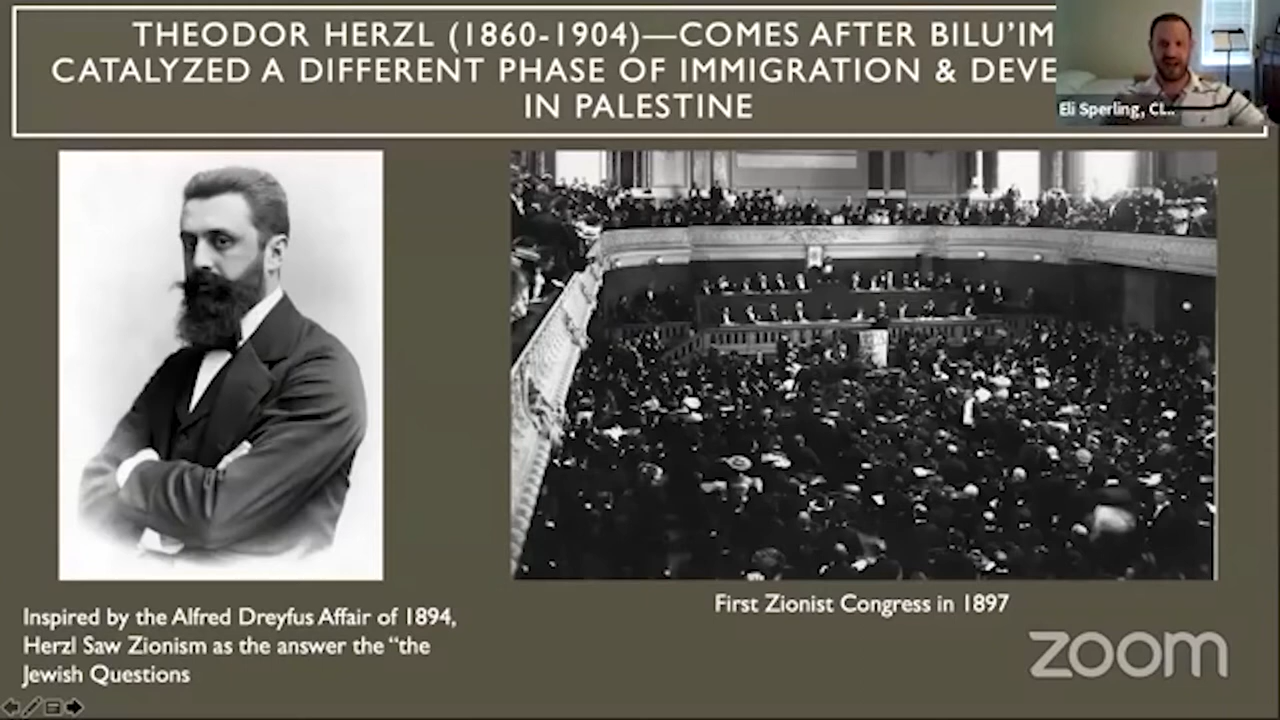 THEODOR HERZL (1860-1904)—COMES AFTER BILU'IM
CATALYZED A DIFFERENT PHASE OF IMMIGRATION & DEVE
IN PALESTINE
Eli Sperling, CL..
Inspired by the Alfred Dreyfus Affair of 1894,
Herzl Saw Zionism as the answer the “the
Jewish Questions
First Zionist Congress in 1897
zoom